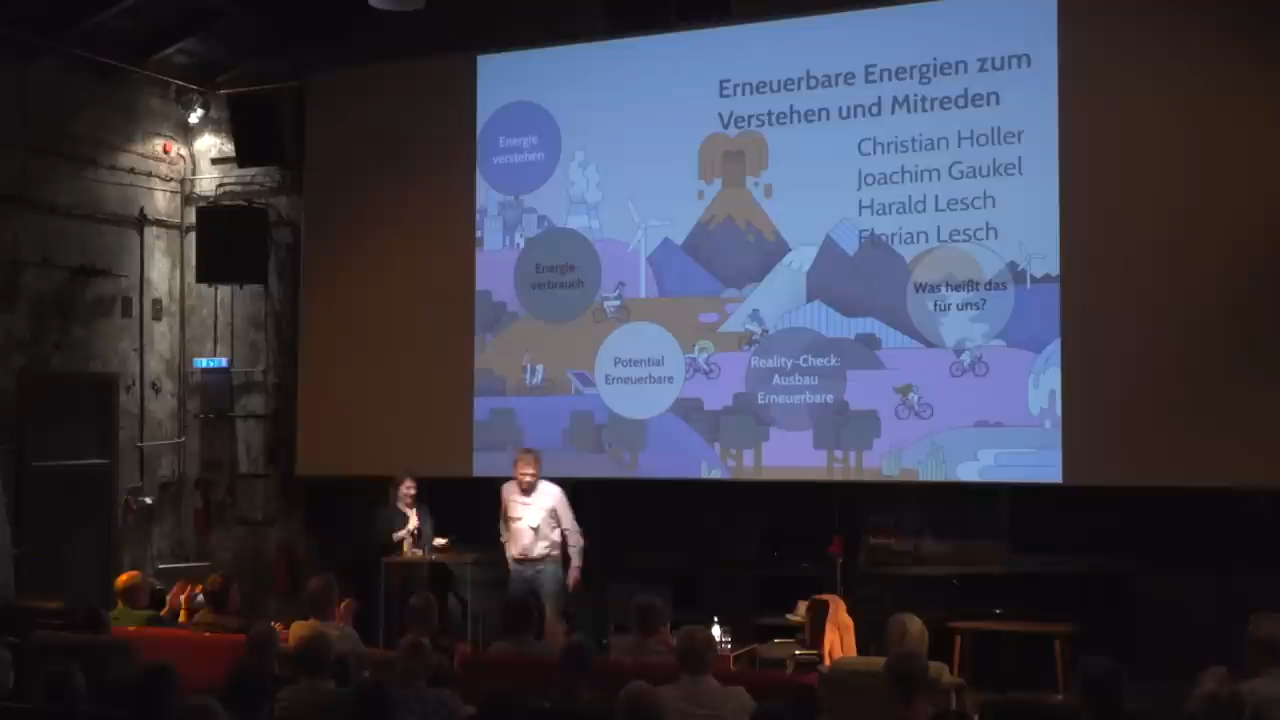 Erneuerbare Energien zum
Verstehen und Mitreden
Christian Holler
Joachim Gaukel
Harald Lesch
Florian Lesch
Energie
verstehen
Energie-
verbrauch
Potential
Erneuerbare
Reality-Check:
Ausbau
Erneuerbare
Was heißt das
für uns?